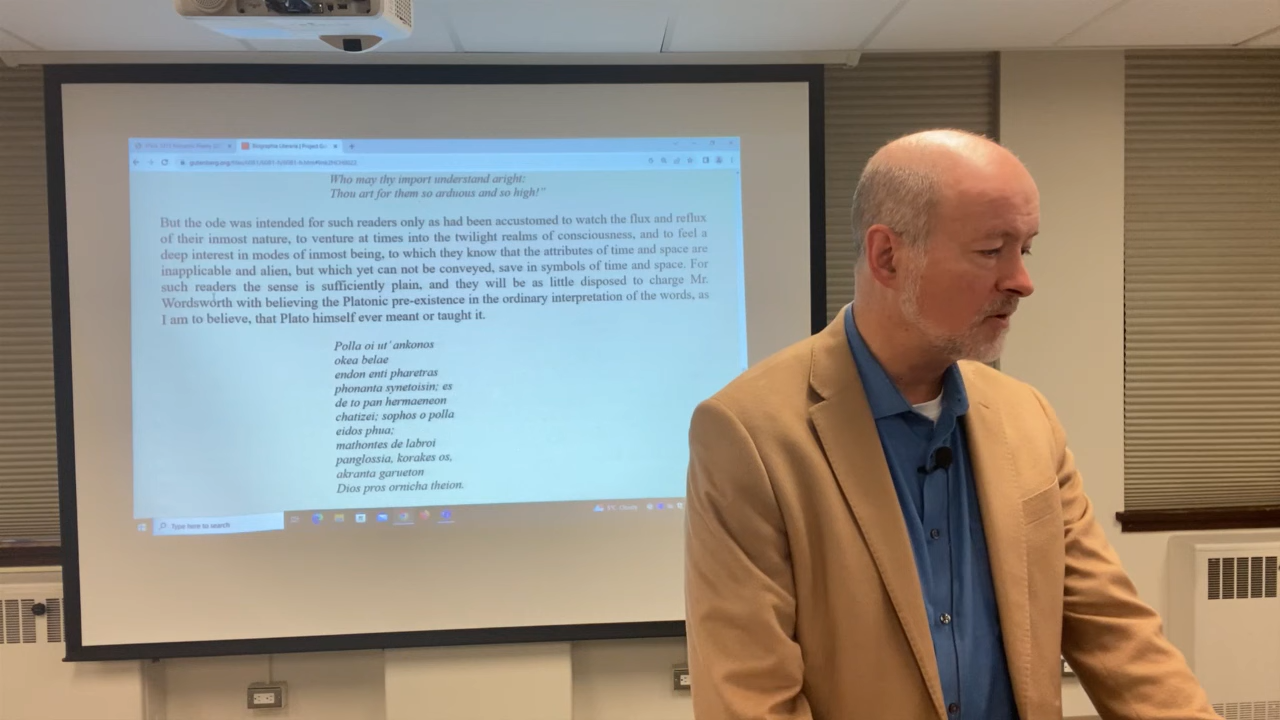 Biographia Literaria | Project Gu
Who may thy import understand aright:
Thou art for them so arduous and so high!"
But the ode was intended for such readers only as had been accustomed to watch the flux and reflux
of their inmost nature, to venture at times into the twilight realms of consciousness, and to feel a
deep interest in modes of inmost being, to which they know that the attributes of time and space are
inapplicable and alien, but which yet can not be conveyed, save in symbols of time and space. For
such readers the sense is sufficiently plain, and they will be as little disposed to charge Mr.
Wordsworth with believing the Platonic pre-existence in the ordinary interpretation of the words, as
I am to believe, that Plato himself ever meant or taught it.
Polla oi ut' ankonos
okea belae
endon enti pharetras
phonanta synetoisin; es
de to pan hermaeneon
chatizei; sophos o polla
eidos phua;
mathontes de labroi
panglossia, korakes os,
akranta garueton
Dios pros ornicha theion.
Type here to search
Cloudy